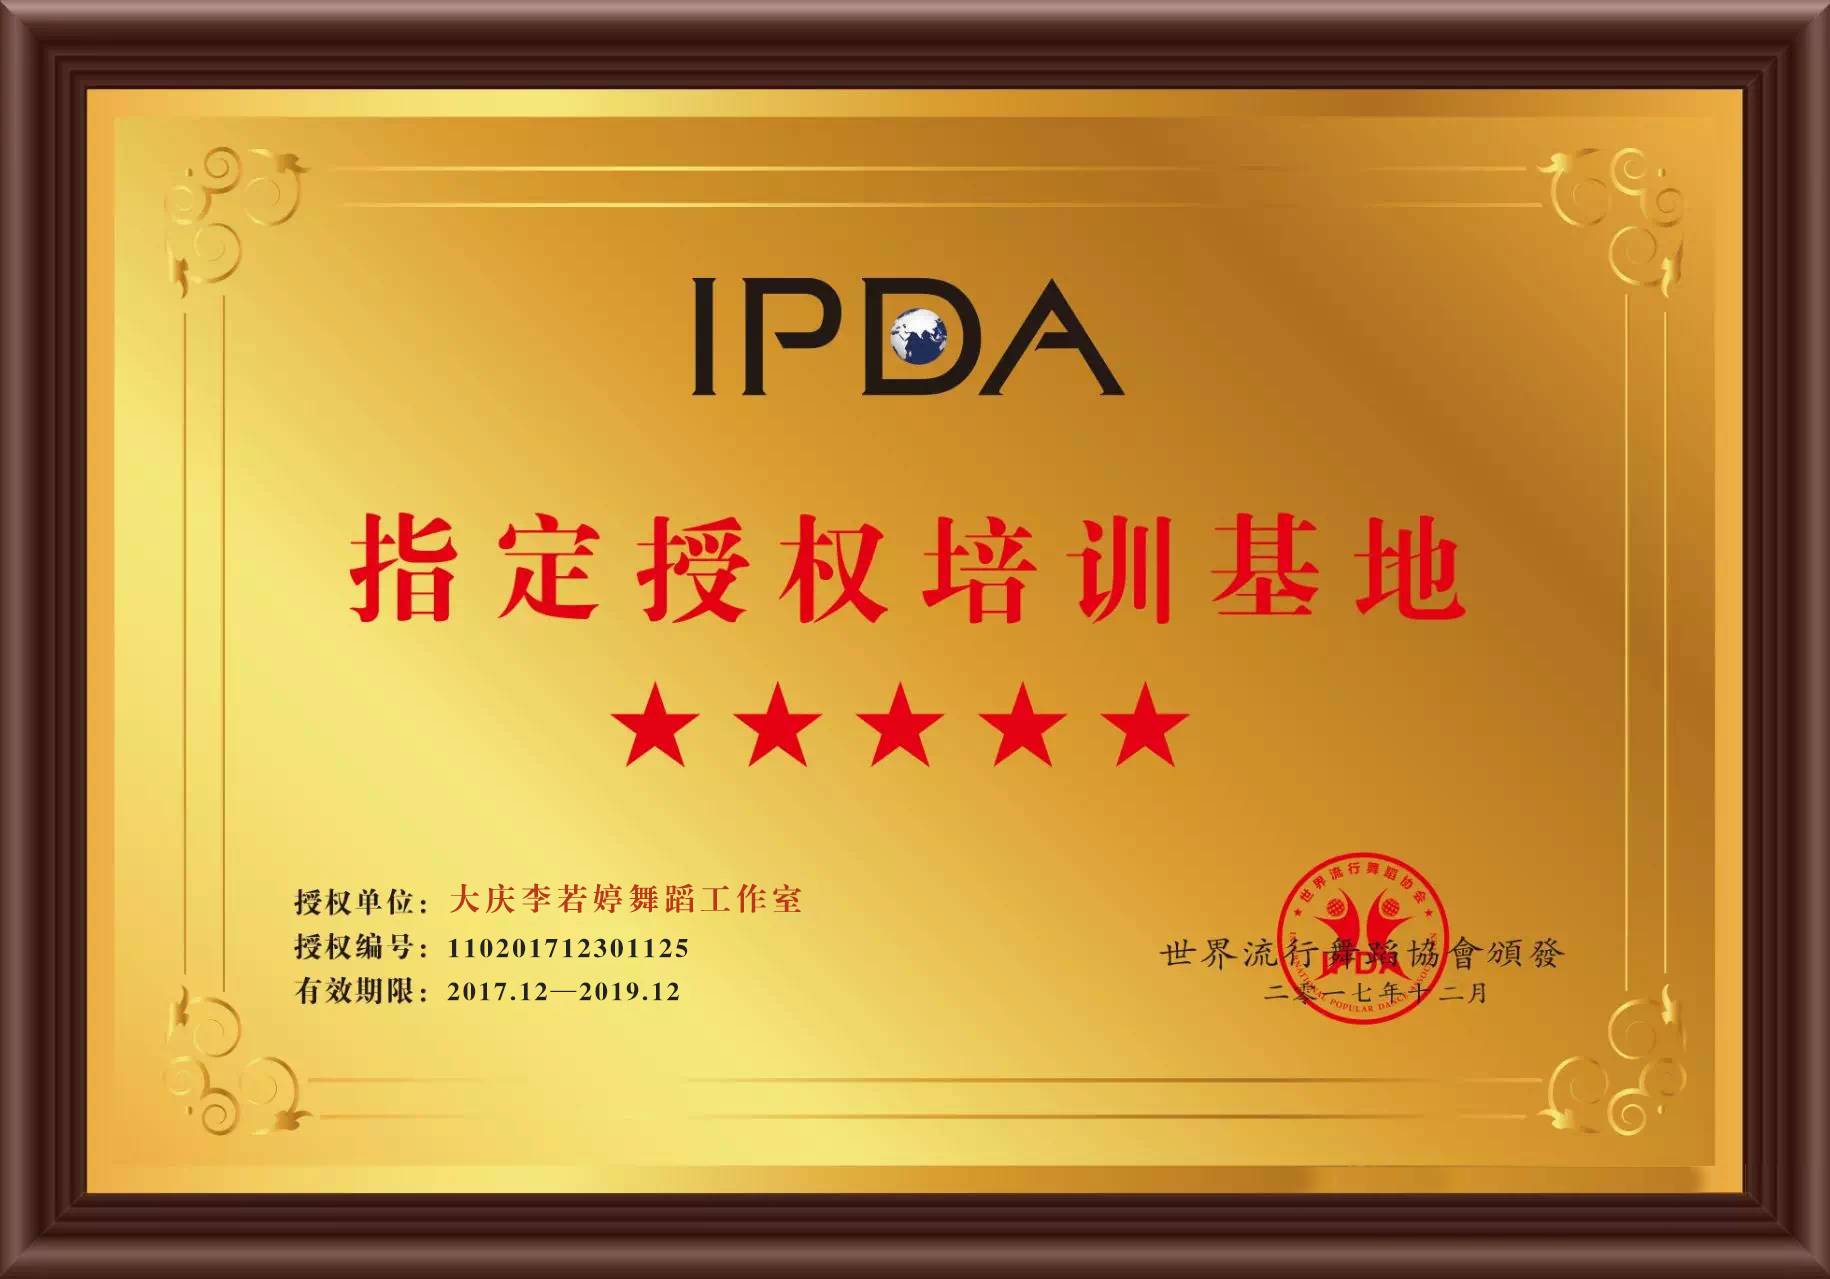 IPDA
指定授权培训基地
★★★★★
授权单位：大庆李若婷舞蹈工作室
授权编号：110201712301125
有效期限：2017.12—2019.12
世界流行舞蹈协会
IPDA
INTERNATIONAL POPULAR DANCE ASSOCIATION
世界流行舞蹈協會頒發
二零一七年十二月